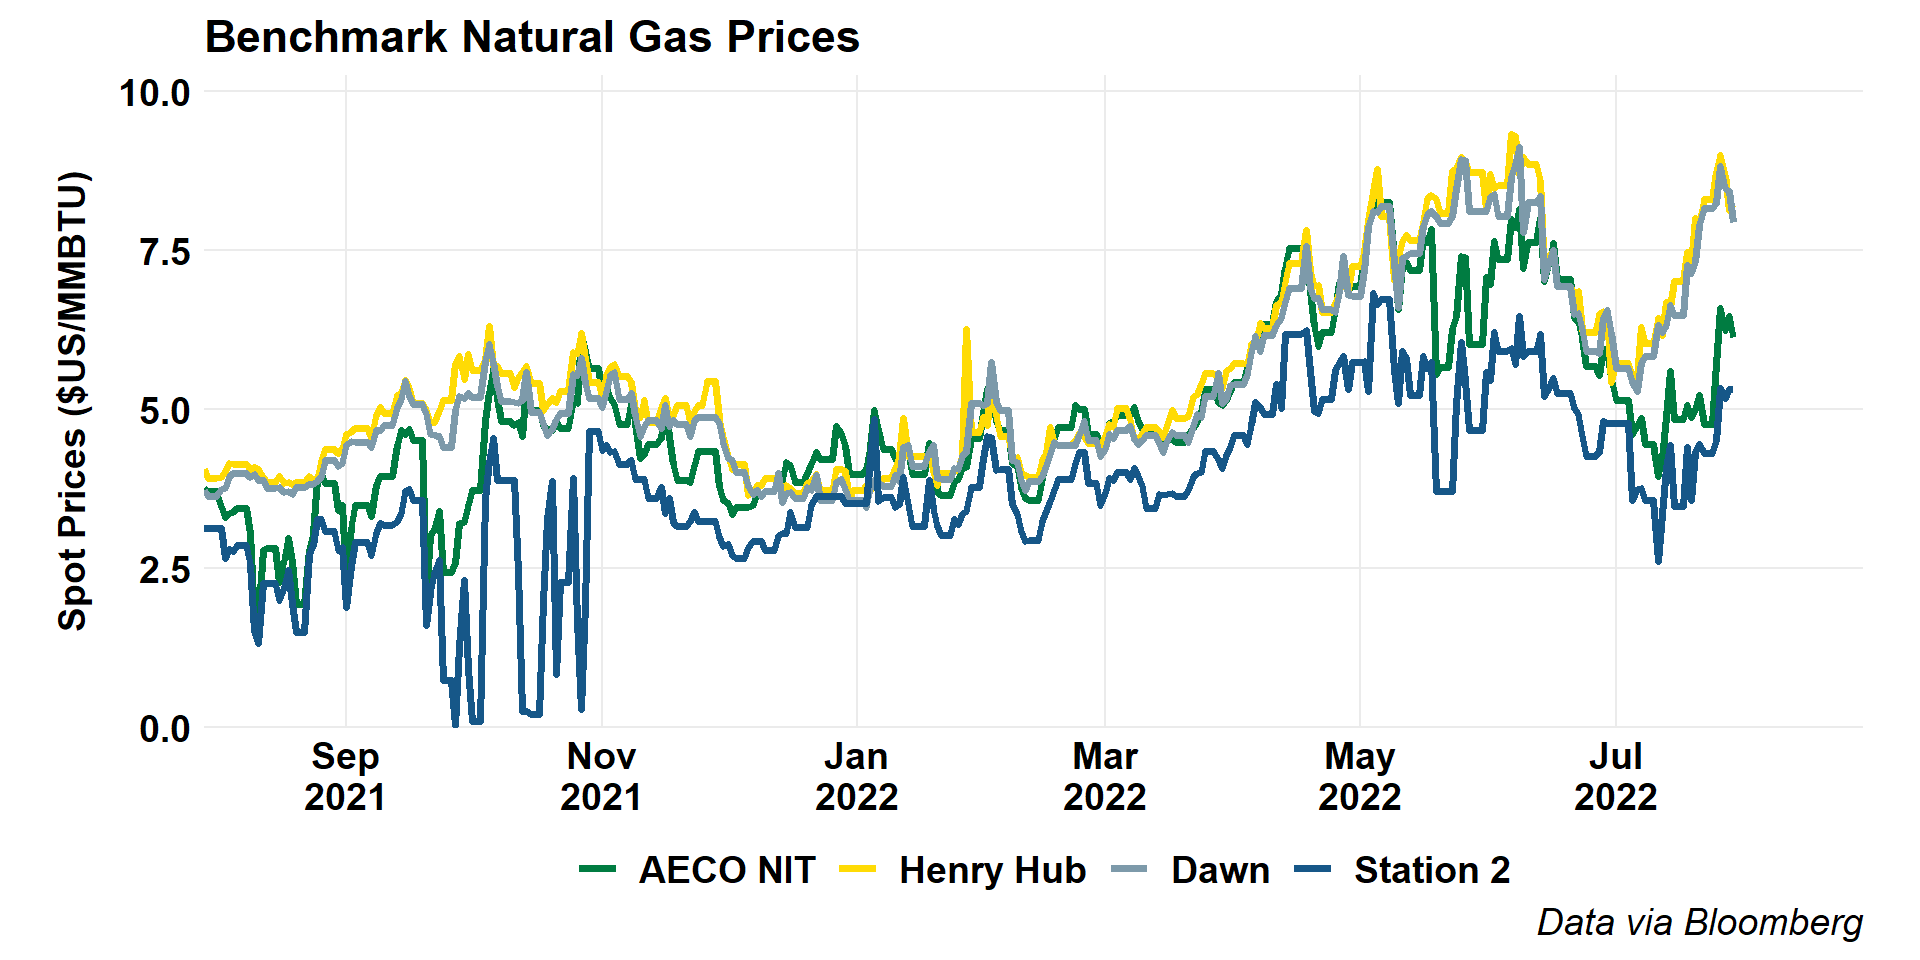 Benchmark Natural Gas Prices
Spot Prices ($US/MMBTU)
10.0
7.5
5.0
2.5
0.0
Sep Nov Jan Mar May Jul
2021 2021 2022 2022 2022 2022
AECO NIT Henry Hub Dawn Station 2
Data via Bloomberg